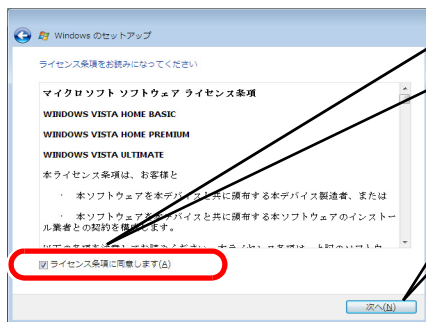 Windows のセットアップ
ライセンス条項をお読みになってください
マイクロソフト ソフトウェア ライセンス条項
WINDOWS VISTA HOME BASIC
WINDOWS VISTA HOME PREMIUM
WINDOWS VISTA ULTIMATE
本ライセンス条項は、お客様と
· 本ソフトウェアを本デバイスと共に頒布する本デバイス製造者、または
· 本ソフトウェアを本デバイスと共に頒布する本ソフトウェアのインストー
ル業者との契約を構成します。
ライセンス条項に同意します(A)
次へ(N)